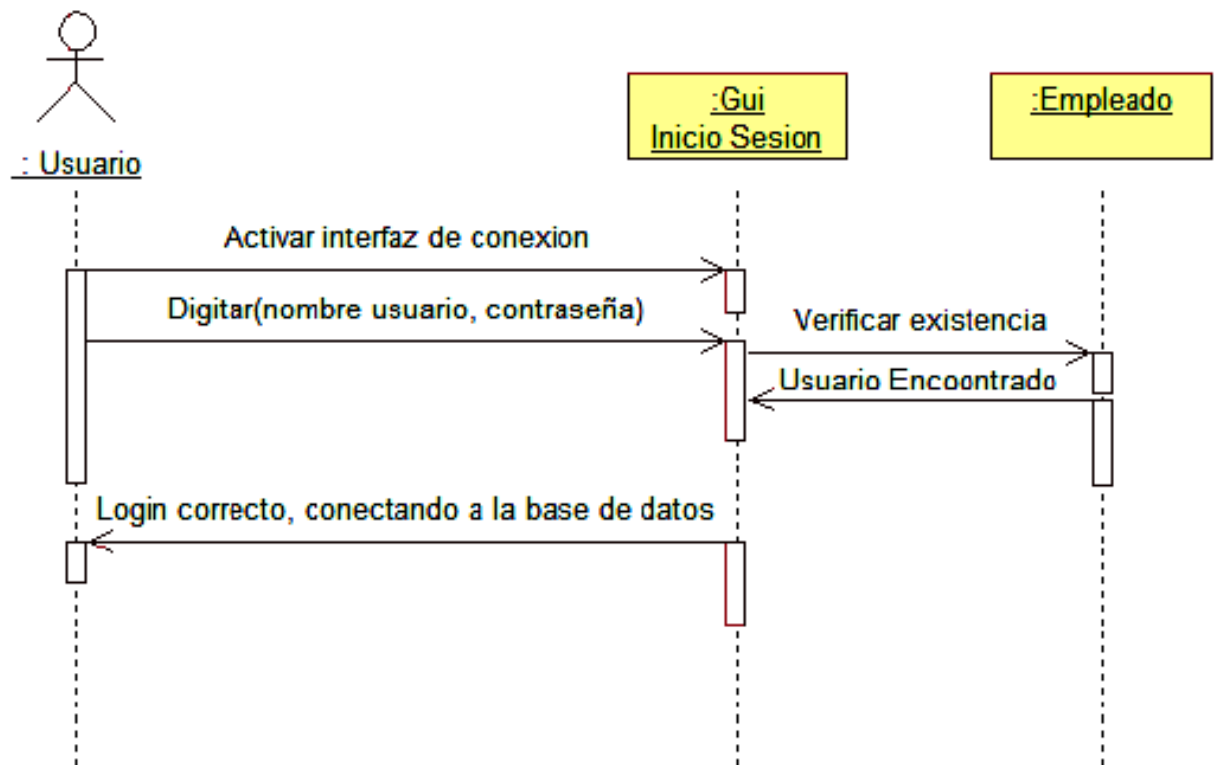 : Usuario
:Gui
Inicio Sesion
:Empleado
Activar interfaz de conexion
Digitar(nombre usuario, contraseña)
Verificar existencia
Usuario Encoontrado
Login correcto, conectando a la base de datos